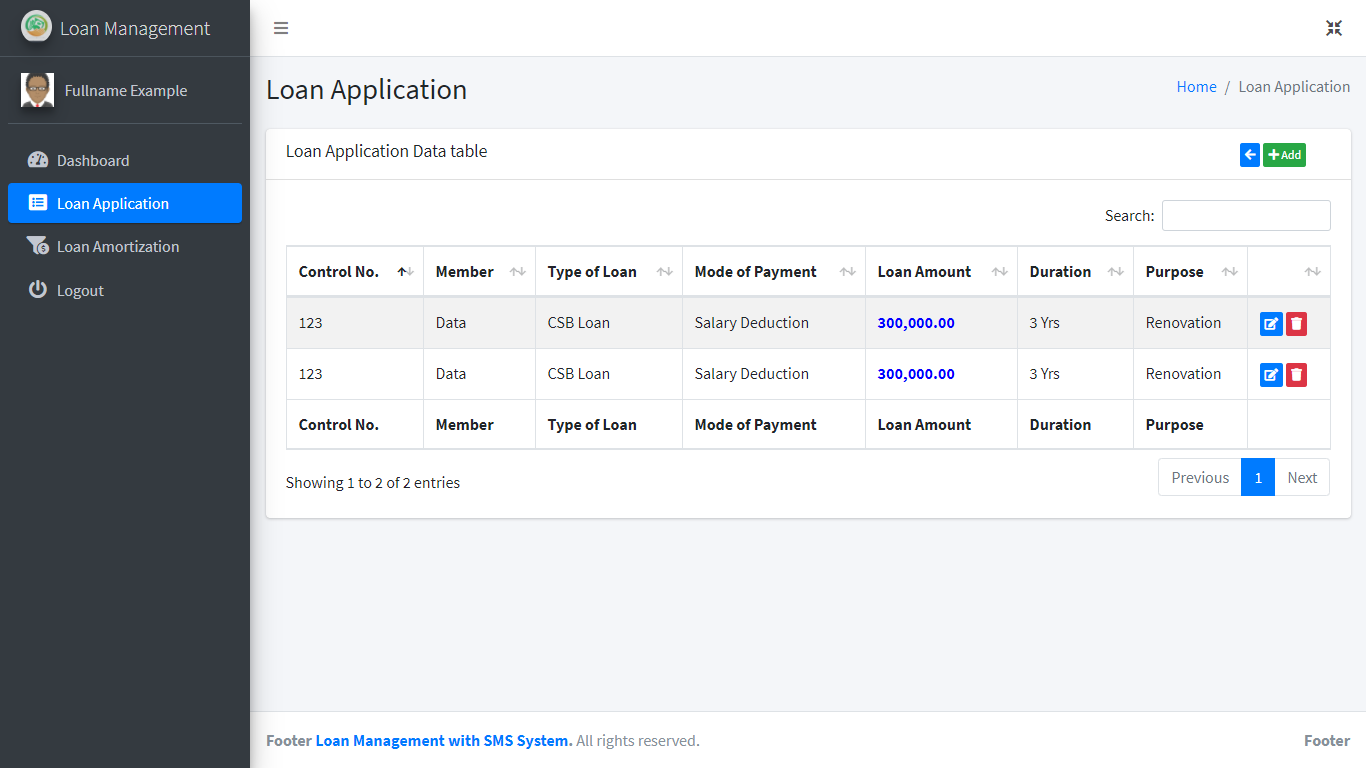 Loan Management
Fullname Example
Dashboard
Loan Application
Loan Amortization
Logout
Loan Application
Home / Loan Application
Loan Application Data table
Add
Search:
Control No. Member Type of Loan Mode of Payment Loan Amount Duration Purpose
123 Data CSB Loan Salary Deduction 300,000.00 3 Yrs Renovation
123 Data CSB Loan Salary Deduction 300,000.00 3 Yrs Renovation
Control No. Member Type of Loan Mode of Payment Loan Amount Duration Purpose
Showing 1 to 2 of 2 entries
Previous 1 Next
Footer Loan Management with SMS System. All rights reserved. Footer